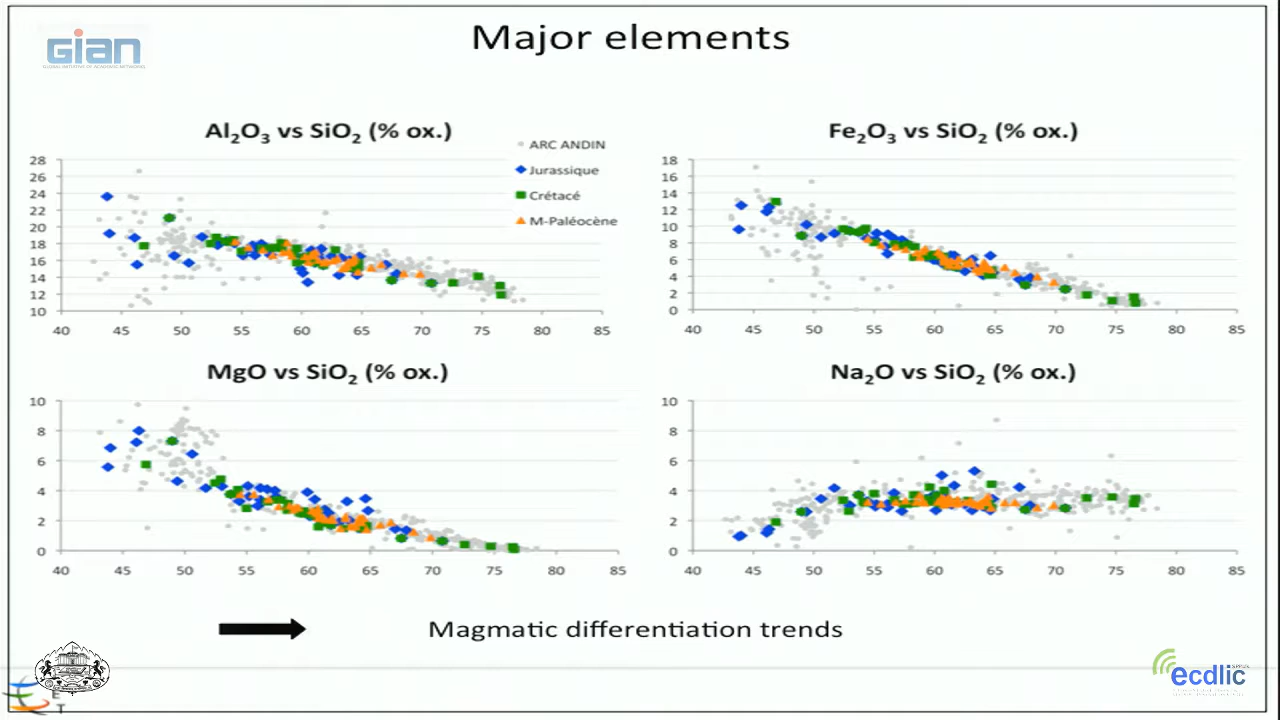 Major elements
GIAN
GLOBAL INITIATIVE OF ACADEMIC NETWORKS
Al₂O₃ vs SiO₂ (% ox.)
28
26
24
22
20
18
16
14
12
10
40 45 50 55 60 65 70 75 80 85
ARC ANDIN
Jurassique
Crétacé
M-Paléocène
Fe₂O₃ vs SiO₂ (% ox.)
18
16
14
12
10
8
6
4
2
0
40 45 50 55 60 65 70 75 80 85
MgO vs SiO₂ (% ox.)
10
8
6
4
2
0
40 45 50 55 60 65 70 75 80 85
Na₂O vs SiO₂ (% ox.)
10
8
6
4
2
0
40 45 50 55 60 65 70 75 80 85
Magmatic differentiation trends
ecdlic
E
T